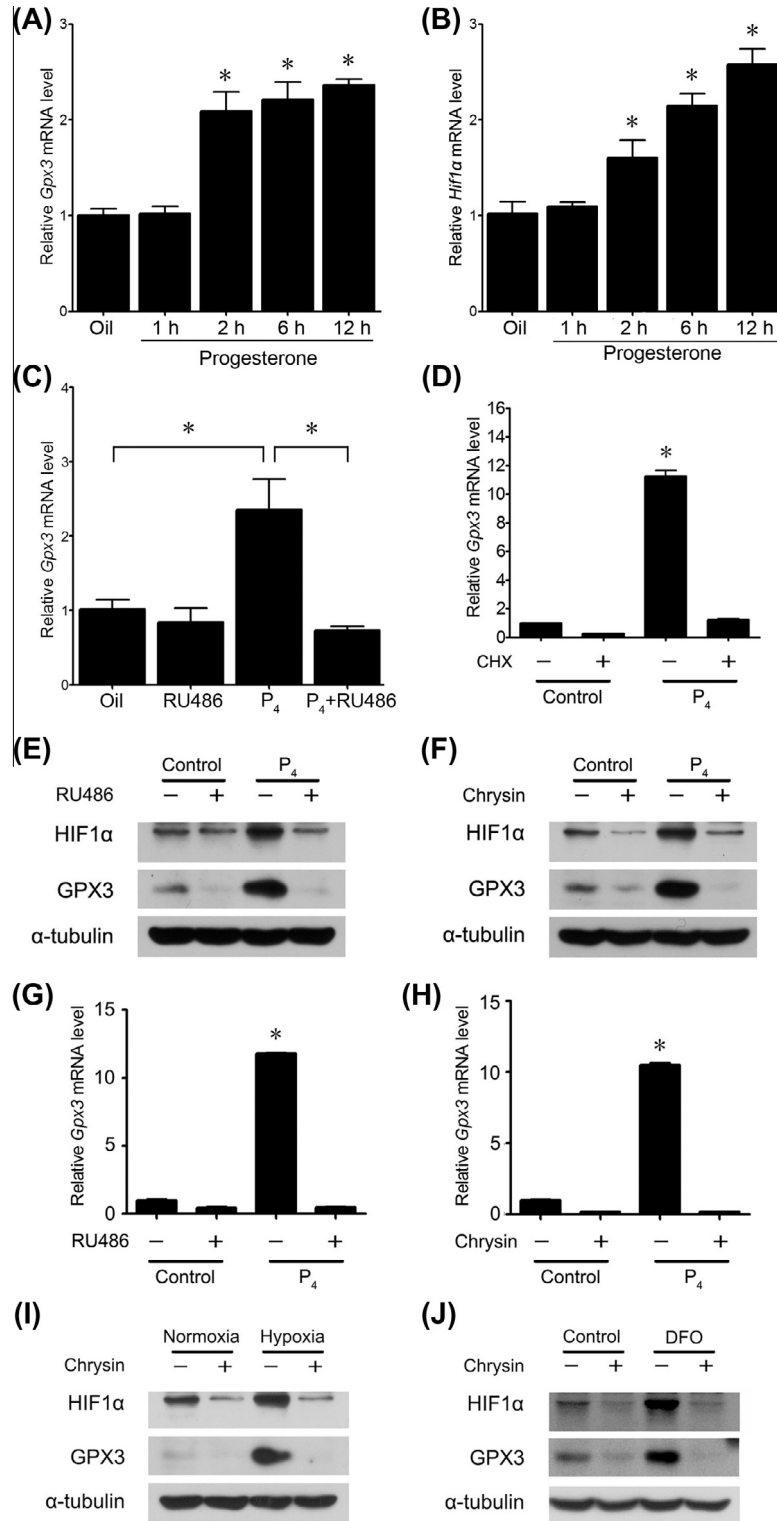 (A)
Relative Gpx3 mRNA level
3
2
1
0
* * *
Oil 1 h 2 h 6 h 12 h
Progesterone
(B)
Relative Hif1α mRNA level
3
2
1
0
* * *
Oil 1 h 2 h 6 h 12 h
Progesterone
(C)
Relative Gpx3 mRNA level
4
3
2
1
0
* *
Oil RU486 P₄ P₄+RU486
(D)
Relative Gpx3 mRNA level
16
14
12
10
8
6
4
2
0
*
CHX – + – +
Control P₄
(E)
Control P₄
RU486 – + – +
HIF1α
GPX3
α-tubulin
(F)
Control P₄
Chrysin – + – +
HIF1α
GPX3
α-tubulin
(G)
Relative Gpx3 mRNA level
15
10
5
0
*
RU486 – + – +
Control P₄
(H)
Relative Gpx3 mRNA level
15
10
5
0
*
Chrysin – + – +
Control P₄
(I)
Normoxia Hypoxia
Chrysin – + – +
HIF1α
GPX3
α-tubulin
(J)
Control DFO
Chrysin – + – +
HIF1α
GPX3
α-tubulin